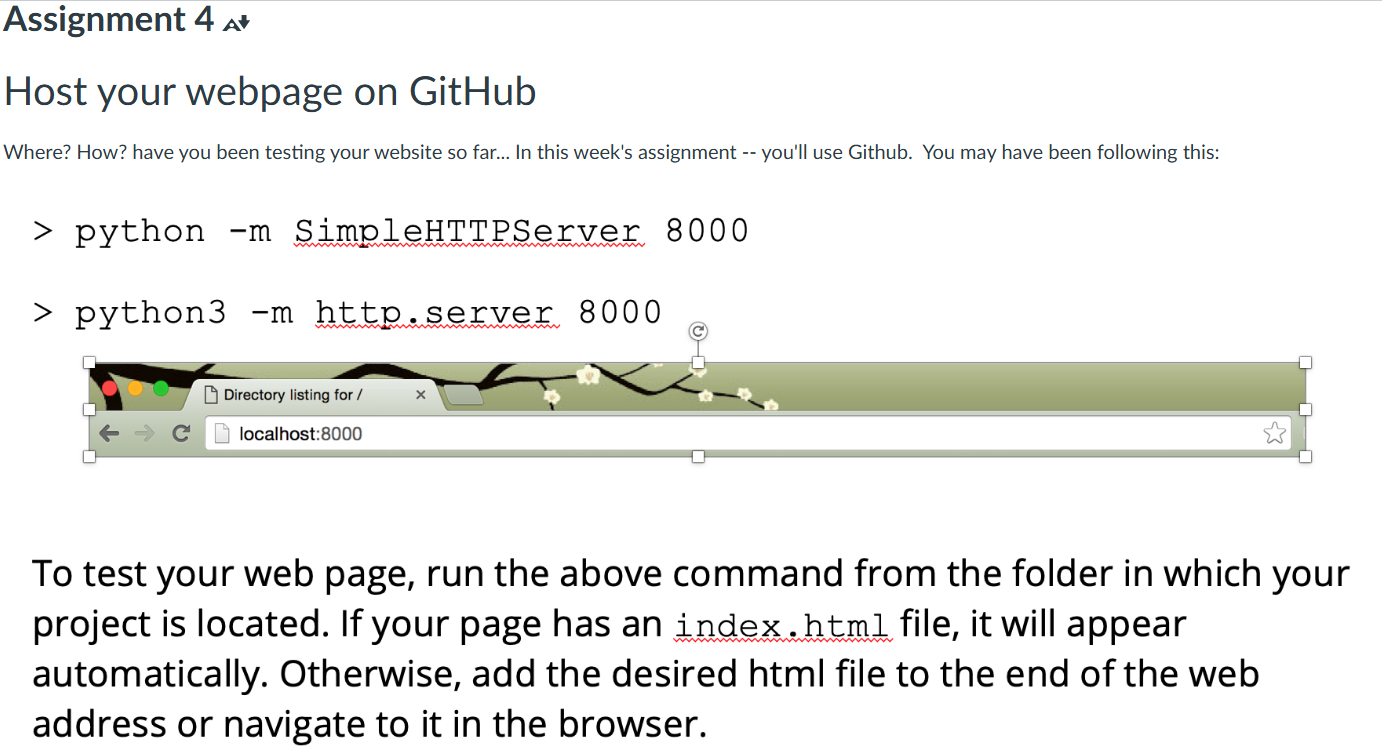 Assignment 4
Host your webpage on GitHub
Where? How? have you been testing your website so far... In this week's assignment -- you'll use Github.  You may have been following this:
> python -m SimpleHTTPServer 8000
> python3 -m http.server 8000
Directory listing for /
localhost:8000
To test your web page, run the above command from the folder in which your
project is located. If your page has an index.html file, it will appear
automatically. Otherwise, add the desired html file to the end of the web
address or navigate to it in the browser.